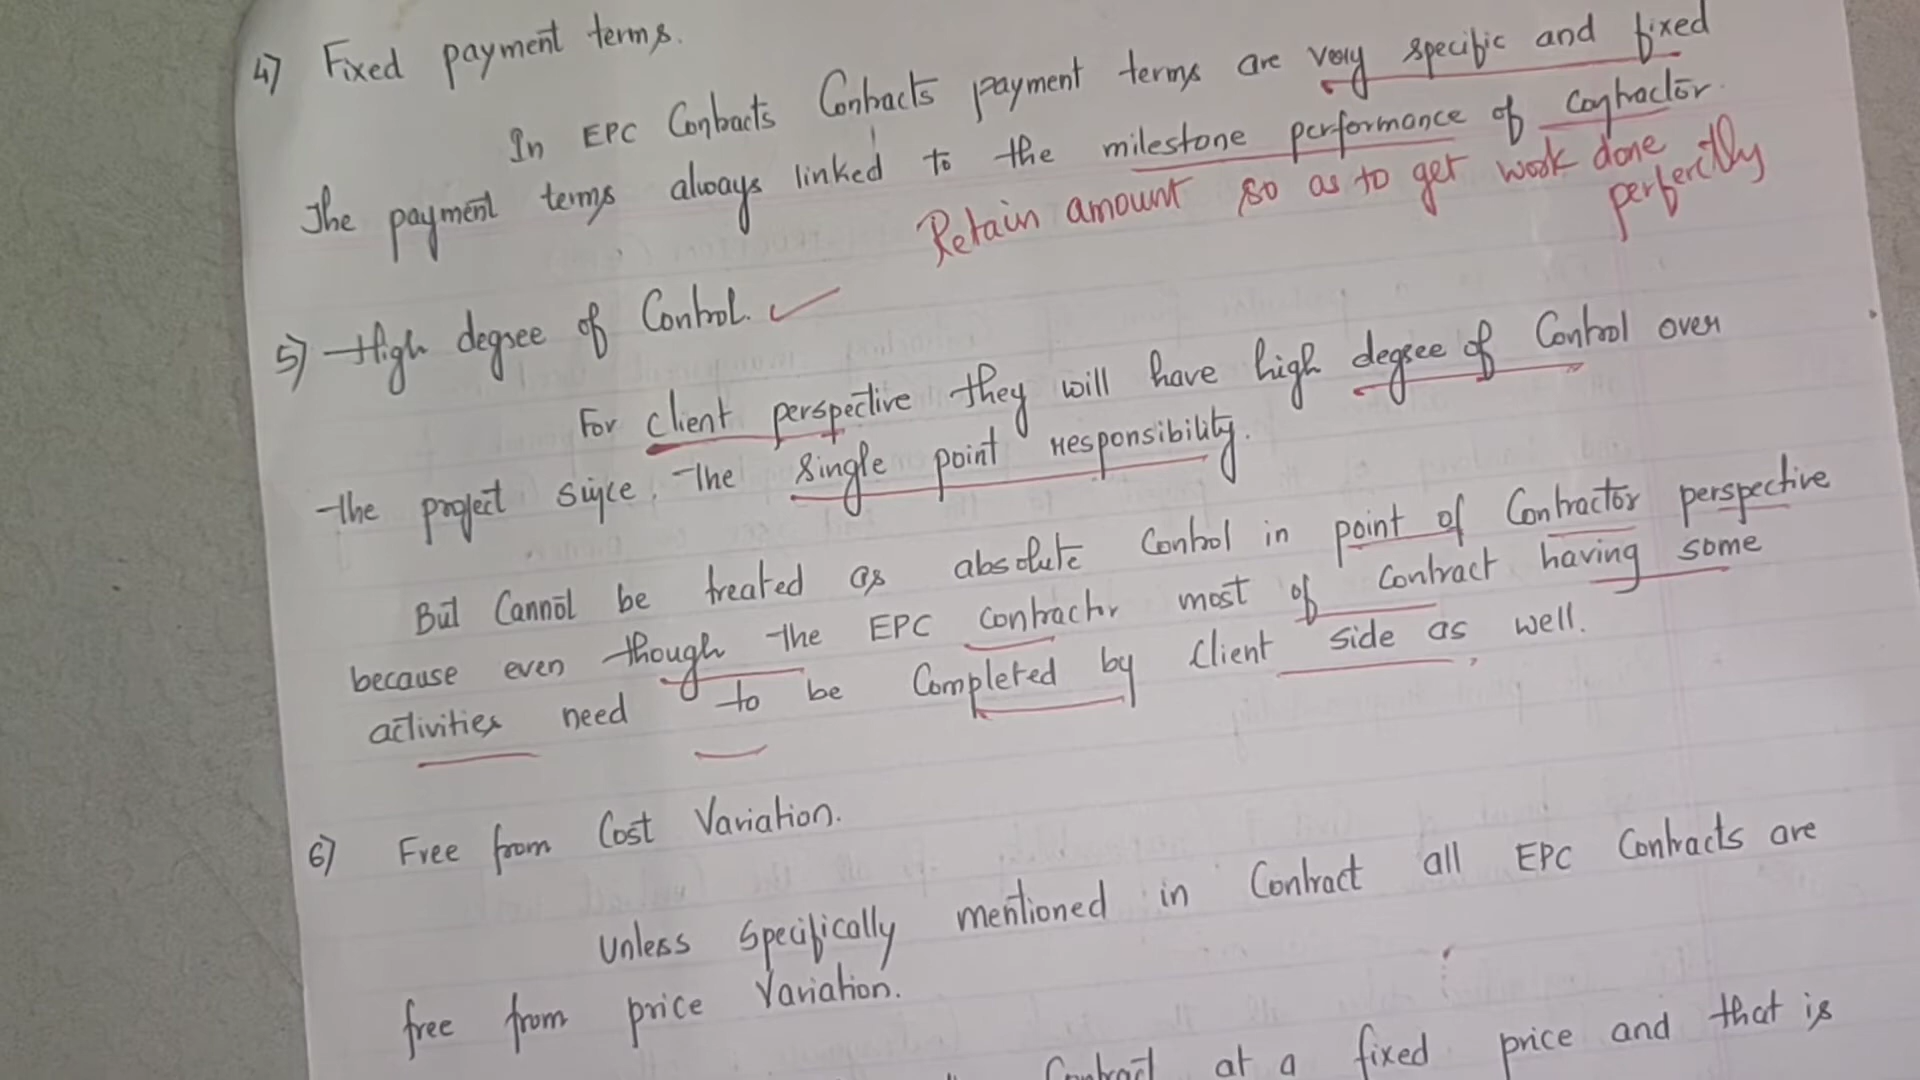 4) Fixed payment terms.
In EPC Contracts Contracts payment terms are very specific and fixed
The payment terms always linked to the milestone performance of contractor.
Retain amount so as to get work done
perfectly
5) High degree of Control.
For client perspective they will have high degree of Control over
the project since, the single point responsibility.
But Cannot be treated as absolute Control in point of Contractor perspective
because even though the EPC contractor most of contract having some
activities need to be Completed by client side as well.
6) Free from Cost Variation.
Unless Specifically mentioned in Contract all EPC Contracts are
free from price Variation.
Contract at a fixed price and that is